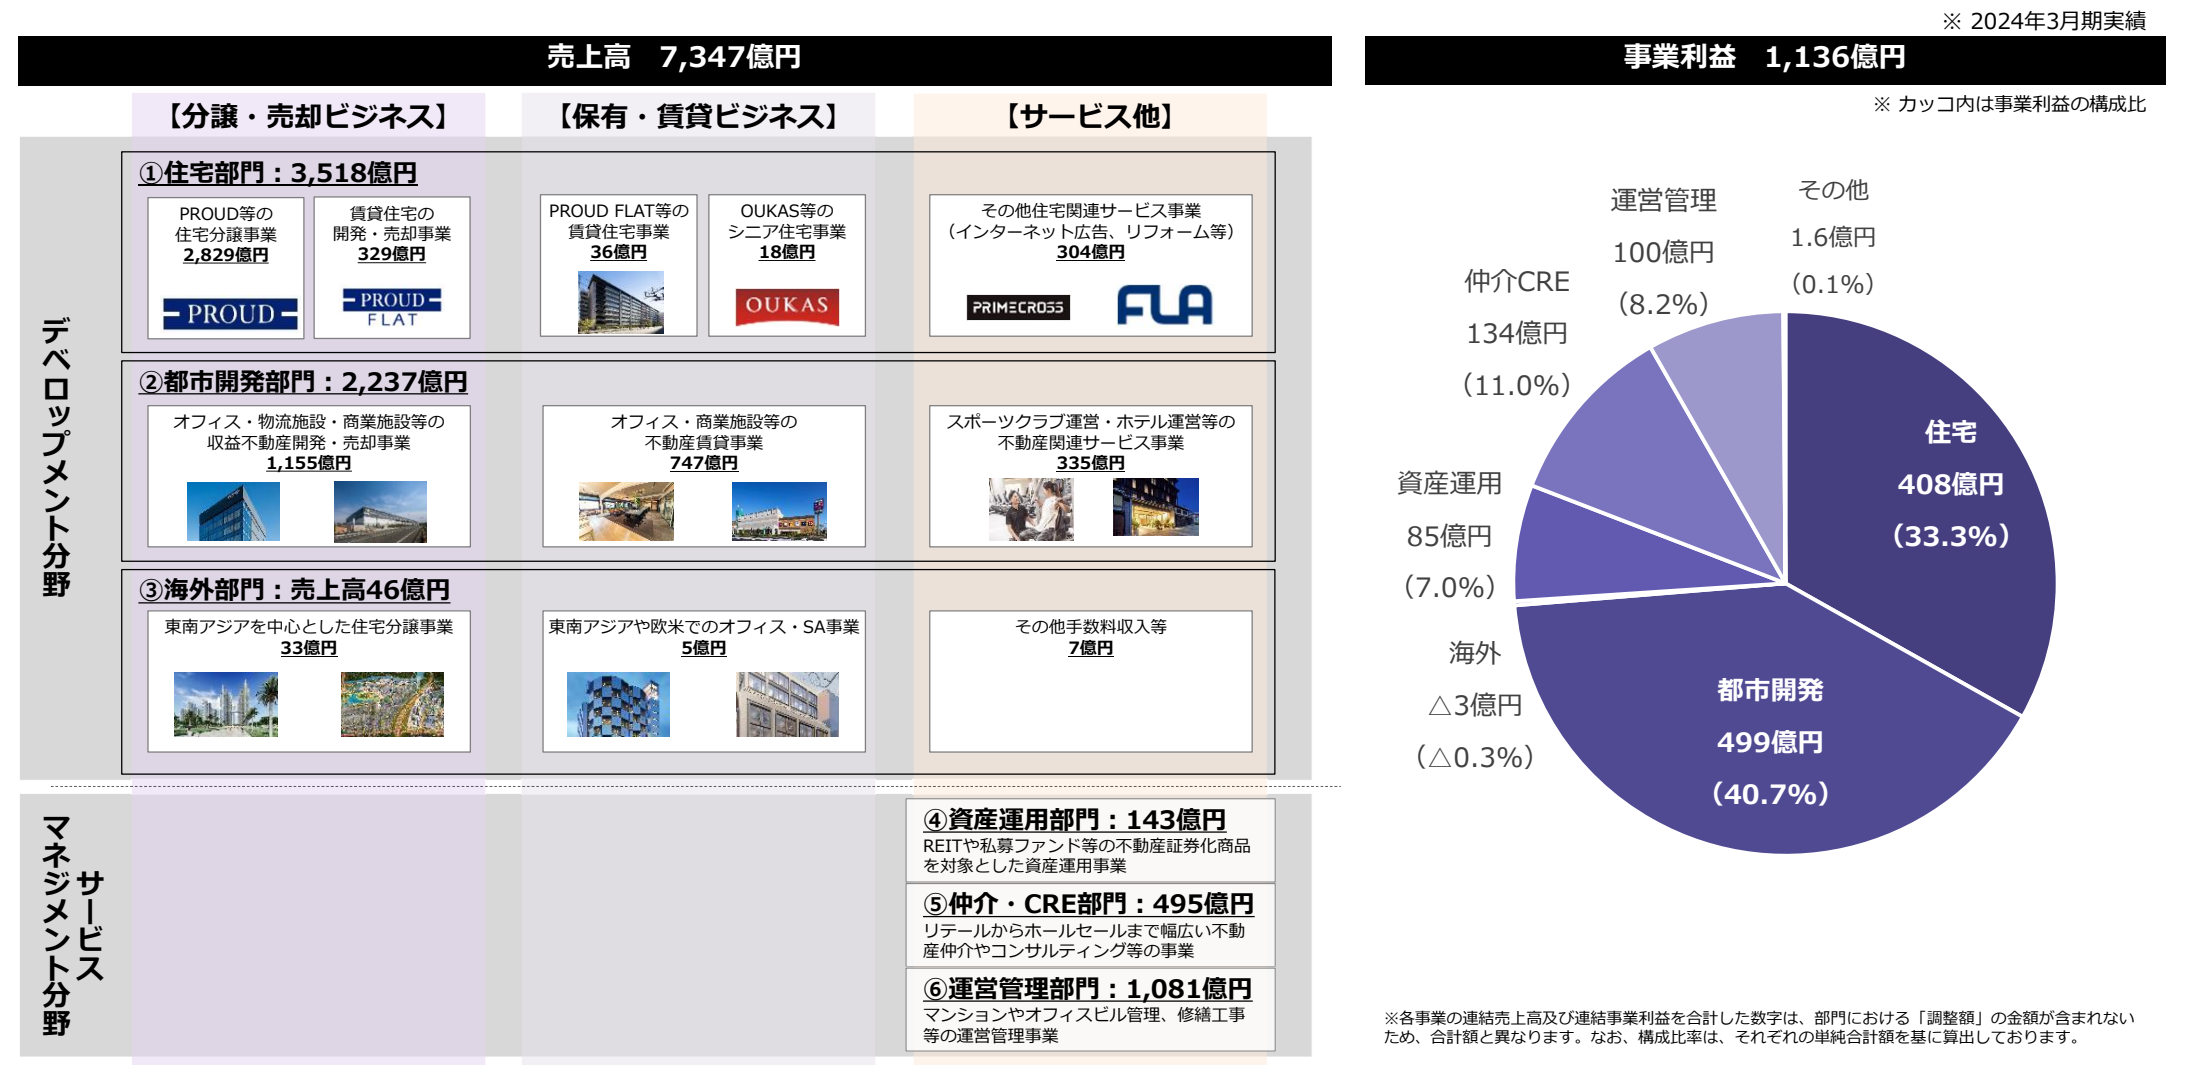 ※ 2024年3月期実績
売上高　7,347億円
事業利益　1,136億円
※ カッコ内は事業利益の構成比
【分譲・売却ビジネス】
【保有・賃貸ビジネス】
【サービス他】
デベロップメント分野
①住宅部門：3,518億円
PROUD等の
住宅分譲事業
2,829億円
PROUD
賃貸住宅の
開発・売却事業
329億円
PROUD
FLAT
PROUD FLAT等の
賃貸住宅事業
36億円
OUKAS等の
シニア住宅事業
18億円
OUKAS
その他住宅関連サービス事業
（インターネット広告、リフォーム等）
304億円
PRIMECROSS
FLA
②都市開発部門：2,237億円
オフィス・物流施設・商業施設等の
収益不動産開発・売却事業
1,155億円
オフィス・商業施設等の
不動産賃貸事業
747億円
スポーツクラブ運営・ホテル運営等の
不動産関連サービス事業
335億円
③海外部門：売上高46億円
東南アジアを中心とした住宅分譲事業
33億円
東南アジアや欧米でのオフィス・SA事業
5億円
その他手数料収入等
7億円
サービス
マネジメント分野
④資産運用部門：143億円
REITや私募ファンド等の不動産証券化商品
を対象とした資産運用事業
⑤仲介・CRE部門：495億円
リテールからホールセールまで幅広い不動
産仲介やコンサルティング等の事業
⑥運営管理部門：1,081億円
マンションやオフィスビル管理、修繕工事
等の運営管理事業
その他
1.6億円
（0.1%）
運営管理
100億円
（8.2%）
仲介CRE
134億円
（11.0%）
資産運用
85億円
（7.0%）
海外
△3億円
（△0.3%）
住宅
408億円
（33.3%）
都市開発
499億円
（40.7%）
※各事業の連結売上高及び連結事業利益を合計した数字は、部門における「調整額」の金額が含まれない
ため、合計額と異なります。なお、構成比率は、それぞれの単純合計額を基に算出しております。